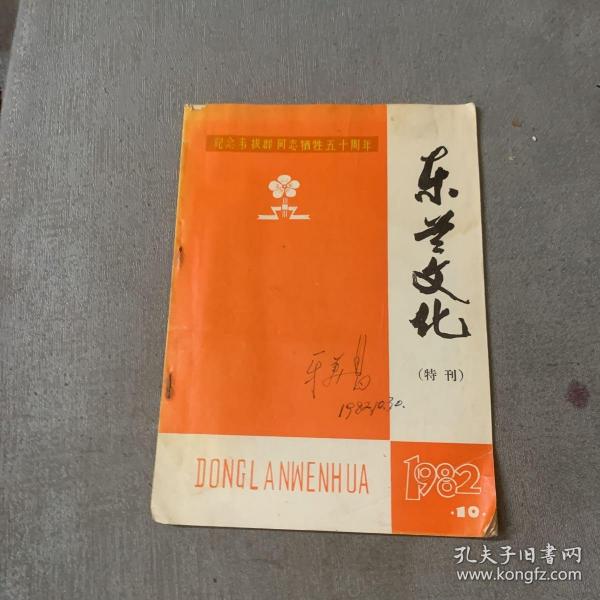 纪念韦拔群同志牺牲五十周年
东兰文化
(特刊)
1982.10.30.
DONGLANWENHUA
1982
·10·
孔夫子旧书网
www.kongfz.com